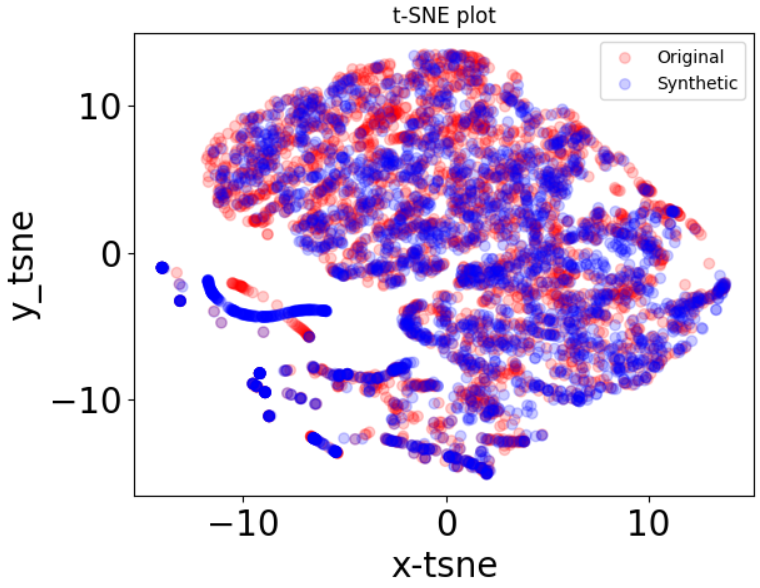 t-SNE plot
Original
Synthetic
10
0
−10
y_tsne
−10
0
10
x-tsne